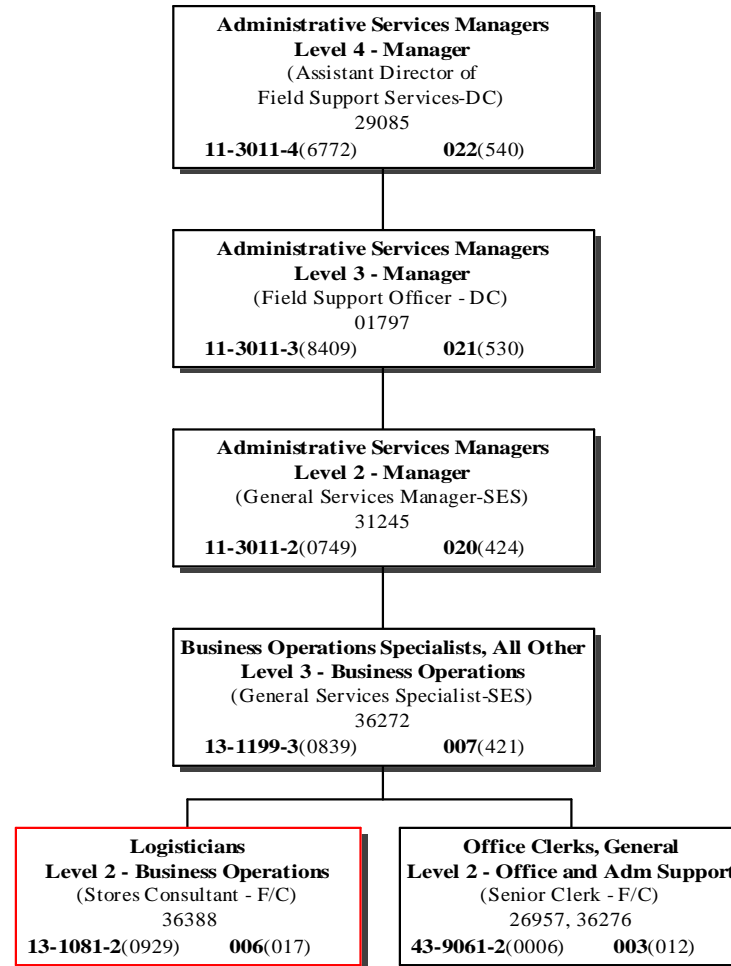 Administrative Services Managers
Level 4 - Manager
(Assistant Director of
Field Support Services-DC)
29085
11-3011-4(6772) 022(540)
Administrative Services Managers
Level 3 - Manager
(Field Support Officer - DC)
01797
11-3011-3(8409) 021(530)
Administrative Services Managers
Level 2 - Manager
(General Services Manager-SES)
31245
11-3011-2(0749) 020(424)
Business Operations Specialists, All Other
Level 3 - Business Operations
(General Services Specialist-SES)
36272
13-1199-3(0839) 007(421)
Logisticians
Level 2 - Business Operations
(Stores Consultant - F/C)
36388
13-1081-2(0929) 006(017)
Office Clerks, General
Level 2 - Office and Adm Support
(Senior Clerk - F/C)
26957, 36276
43-9061-2(0006) 003(012)